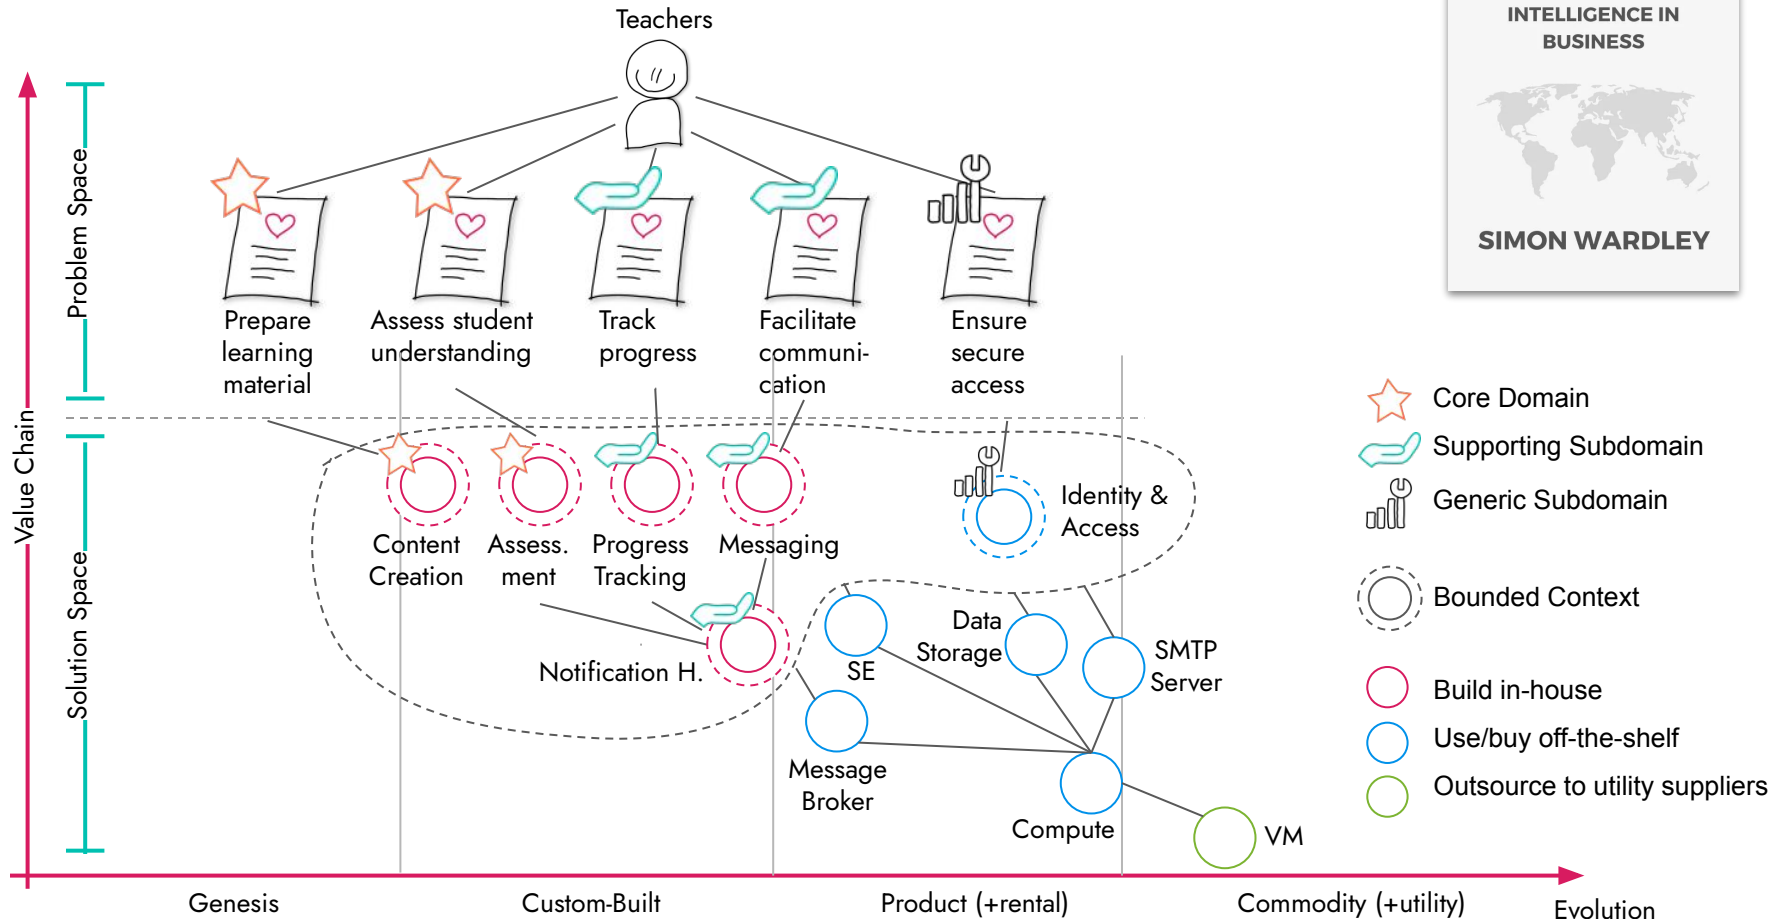 Teachers
INTELLIGENCE IN
BUSINESS
SIMON WARDLEY
Value Chain
Problem Space
Solution Space
Prepare
learning
material
Assess student
understanding
Track
progress
Facilitate
communi-
cation
Ensure
secure
access
Core Domain
Supporting Subdomain
Generic Subdomain
Bounded Context
Build in-house
Use/buy off-the-shelf
Outsource to utility suppliers
Content
Creation
Assess.
ment
Progress
Tracking
Messaging
Identity &
Access
Notification H.
SE
Data
Storage
SMTP
Server
Message
Broker
Compute
VM
Genesis
Custom-Built
Product (+rental)
Commodity (+utility)
Evolution